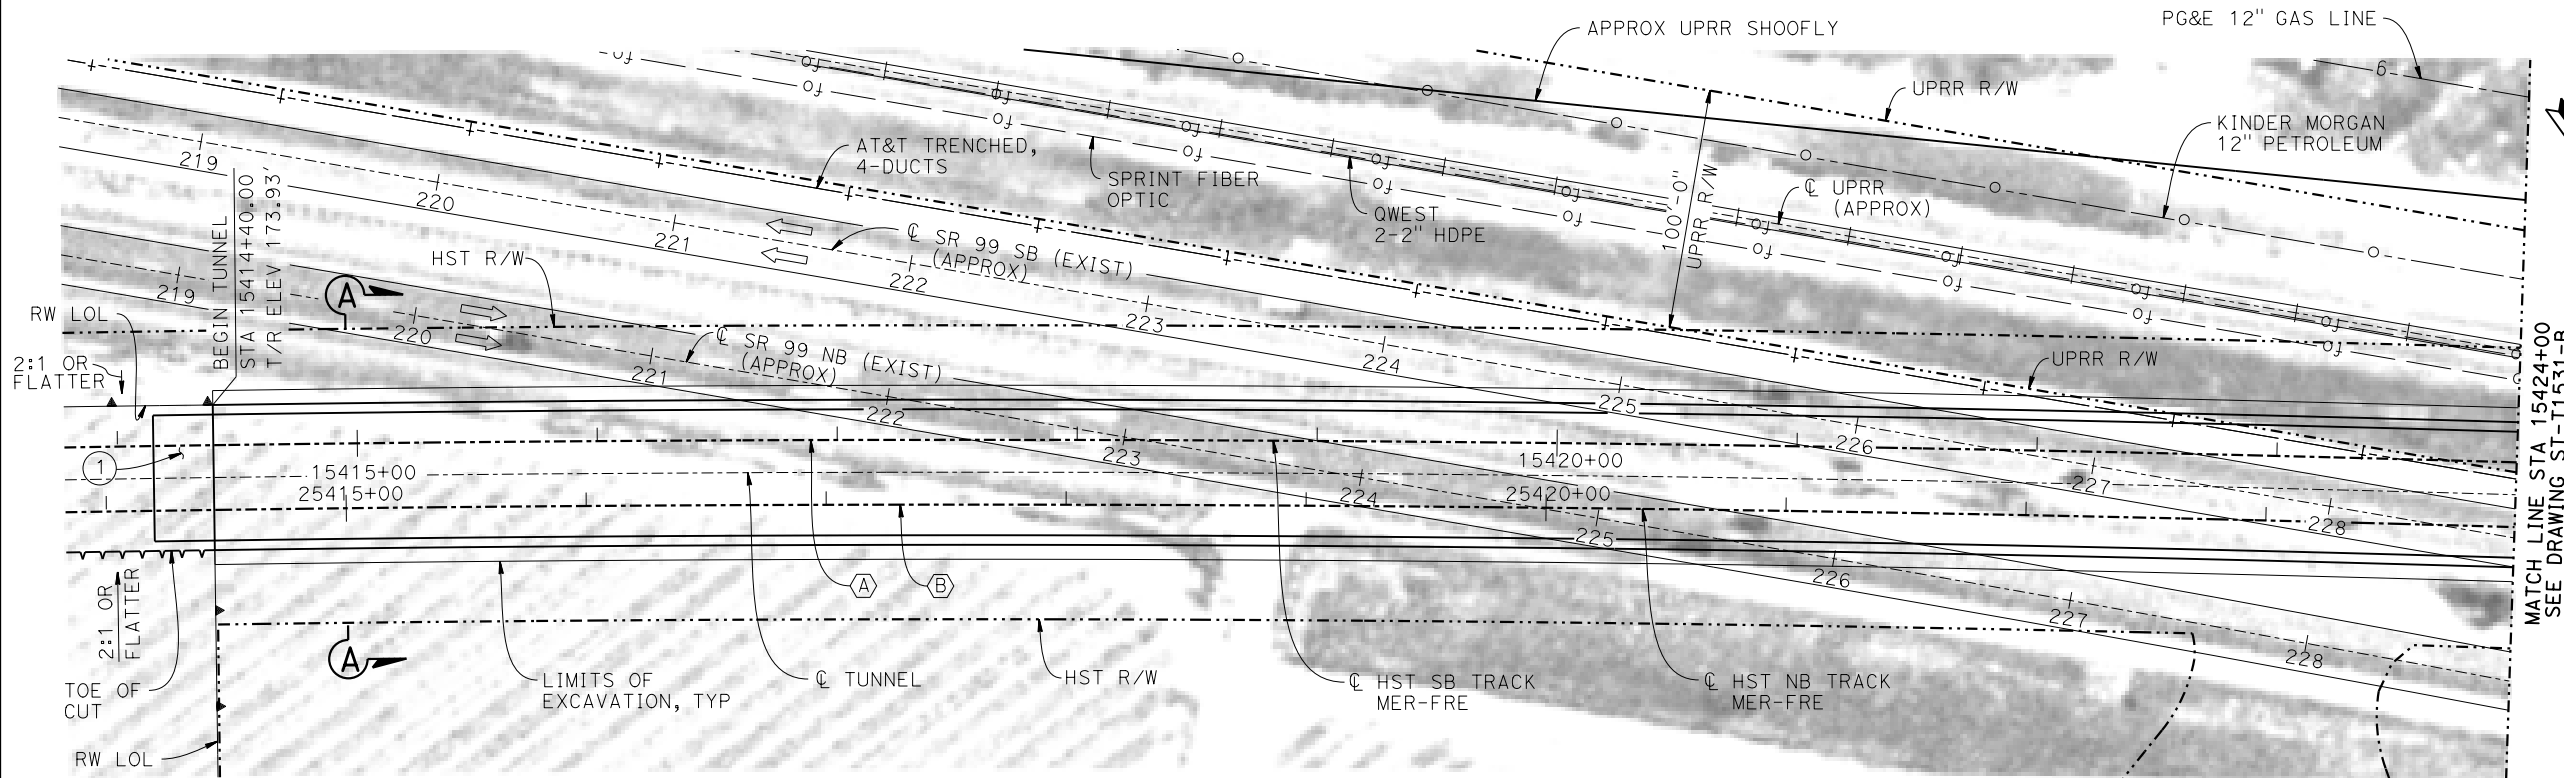 APPROX UPRR SHOOFLY
PG&E 12" GAS LINE
UPRR R/W
KINDER MORGAN
12" PETROLEUM
AT&T TRENCHED,
4-DUCTS
SPRINT FIBER
OPTIC
QWEST
2-2" HDPE
100'-0"
UPRR R/W
℄ UPRR
(APPROX)
219
220
221
222
223
224
225
226
227
228
℄ SR 99 SB (EXIST)
(APPROX)
BEGIN TUNNEL
STA 15414+40.00
T/R ELEV 173.93'
HST R/W
A
219
220
221
222
223
224
225
226
227
228
℄ SR 99 NB (EXIST)
(APPROX)
UPRR R/W
RW LOL
2:1 OR
FLATTER
1
15415+00
25415+00
15420+00
25420+00
A
B
2:1 OR
FLATTER
TOE OF
CUT
RW LOL
A
LIMITS OF
EXCAVATION, TYP
℄ TUNNEL
HST R/W
℄ HST SB TRACK
MER-FRE
℄ HST NB TRACK
MER-FRE
MATCH LINE STA 15424+00
SEE DRAWING ST-T1531-B